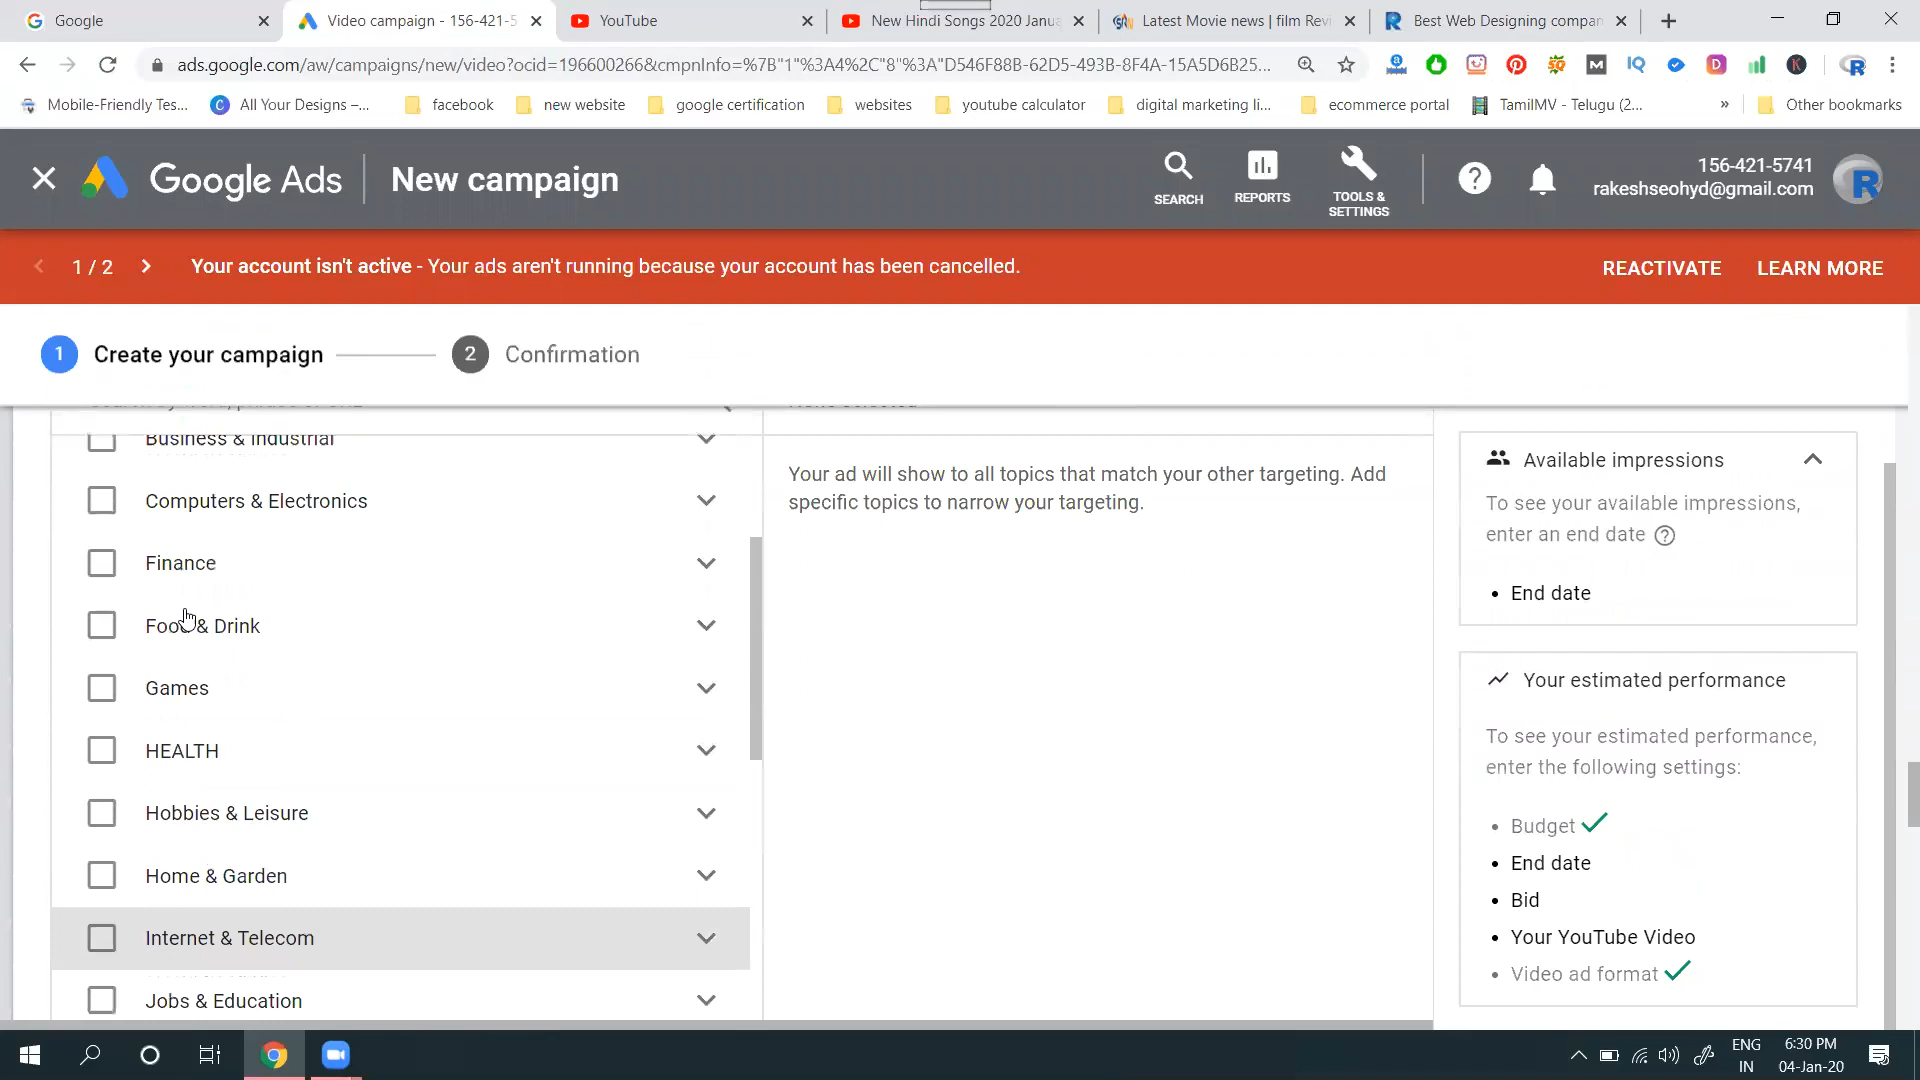 Google
Video campaign - 156-421-5
YouTube
New Hindi Songs 2020 Janu
Latest Movie news | film Revi
Best Web Designing compan
ads.google.com/aw/campaigns/new/video?ocid=196600266&cmpnInfo=%7B"1"%3A4%2C"8"%3A"D546F88B-62D5-493B-8F4A-15A5D6B25...
Mobile-Friendly Tes...
All Your Designs –...
facebook
new website
google certification
websites
youtube calculator
digital marketing li...
ecommerce portal
TamilMV - Telugu (2...
»
Other bookmarks
Google Ads
New campaign
SEARCH
REPORTS
TOOLS &
SETTINGS
156-421-5741
rakeshseohyd@gmail.com
1 / 2
Your account isn't active - Your ads aren't running because your account has been cancelled.
REACTIVATE
LEARN MORE
1 Create your campaign
2 Confirmation
Business & Industrial
Computers & Electronics
Finance
Food & Drink
Games
HEALTH
Hobbies & Leisure
Home & Garden
Internet & Telecom
Jobs & Education
Your ad will show to all topics that match your other targeting. Add
specific topics to narrow your targeting.
Available impressions
To see your available impressions,
enter an end date
• End date
Your estimated performance
To see your estimated performance,
enter the following settings:
• Budget
• End date
• Bid
• Your YouTube Video
• Video ad format
ENG
IN
6:30 PM
04-Jan-20